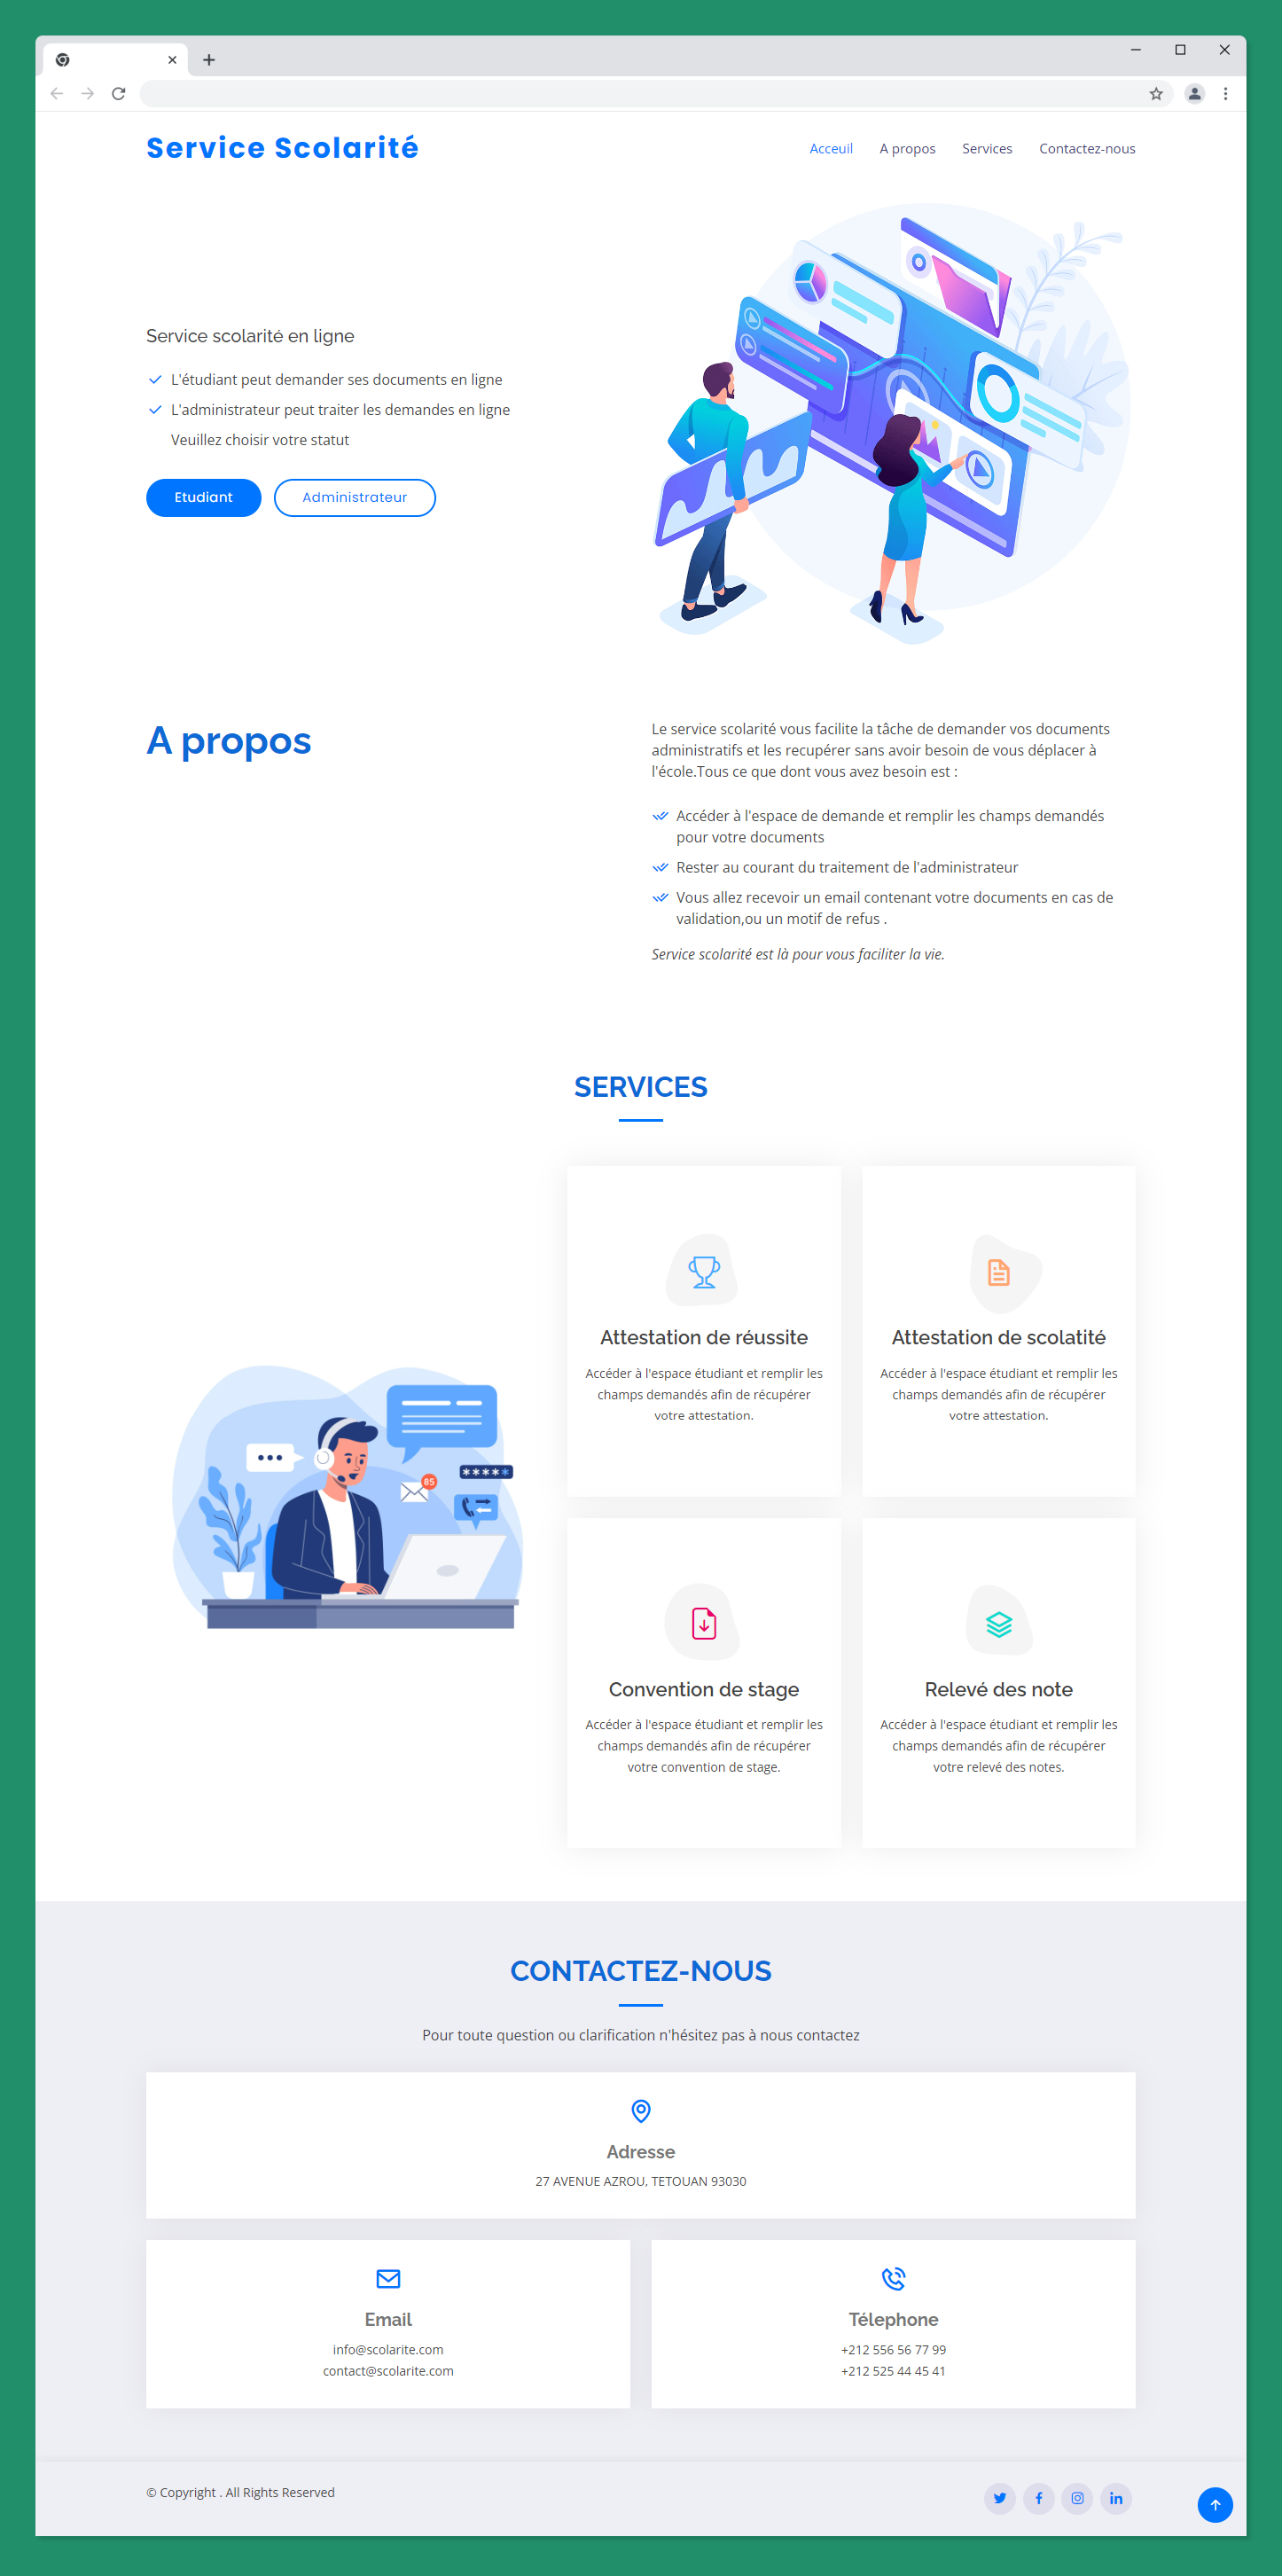 Service Scolarité
Acceuil A propos Services Contactez-nous
Service scolarité en ligne
L'étudiant peut demander ses documents en ligne
L'administrateur peut traiter les demandes en ligne
Veuillez choisir votre statut
Etudiant Administrateur
A propos
Le service scolarité vous facilite la tâche de demander vos documents
administratifs et les recupérer sans avoir besoin de vous déplacer à
l'école.Tous ce que dont vous avez besoin est :
Accéder à l'espace de demande et remplir les champs demandés
pour votre documents
Rester au courant du traitement de l'administrateur
Vous allez recevoir un email contenant votre documents en cas de
validation,ou un motif de refus .
Service scolarité est là pour vous faciliter la vie.
SERVICES
Attestation de réussite
Accéder à l'espace étudiant et remplir les
champs demandés afin de récupérer
votre attestation.
Attestation de scolatité
Accéder à l'espace étudiant et remplir les
champs demandés afin de récupérer
votre attestation.
85
*****
Convention de stage
Accéder à l'espace étudiant et remplir les
champs demandés afin de récupérer
votre convention de stage.
Relevé des note
Accéder à l'espace étudiant et remplir les
champs demandés afin de récupérer
votre relevé des notes.
CONTACTEZ-NOUS
Pour toute question ou clarification n'hésitez pas à nous contactez
Adresse
27 AVENUE AZROU, TETOUAN 93030
Email
info@scolarite.com
contact@scolarite.com
Télephone
+212 556 56 77 99
+212 525 44 45 41
© Copyright . All Rights Reserved